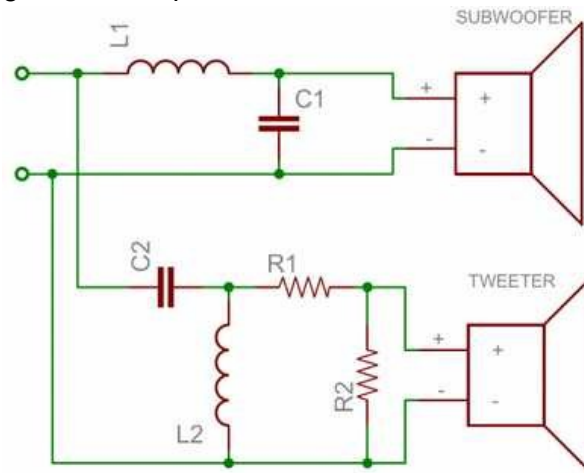 SUBWOOFER
L1
C1
+
+
-
-
C2
R1
TWEETER
+
+
R2
-
-
L2